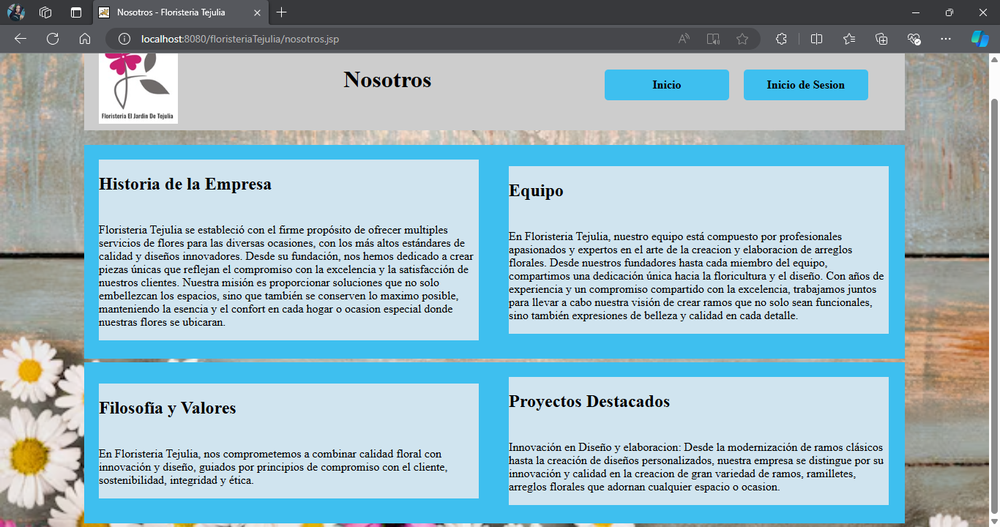 Nosotros - Floristeria Tejulia
localhost:8080/floristeriaTejulia/nosotros.jsp
Floristeria El Jardin De Tejulia
Nosotros
Inicio
Inicio de Sesion
Historia de la Empresa
Floristeria Tejulia se estableció con el firme propósito de ofrecer multiples
servicios de flores para las diversas ocasiones, con los más altos estándares de
calidad y diseños innovadores. Desde su fundación, nos hemos dedicado a crear
piezas únicas que reflejan el compromiso con la excelencia y la satisfacción de
nuestros clientes. Nuestra misión es proporcionar soluciones que no solo
embellezcan los espacios, sino que también se conserven lo maximo posible,
manteniendo la esencia y el confort en cada hogar o ocasion especial donde
nuestras flores se ubicaran.
Equipo
En Floristeria Tejulia, nuestro equipo está compuesto por profesionales
apasionados y expertos en el arte de la creacion y elaboracion de arreglos
florales. Desde nuestros fundadores hasta cada miembro del equipo,
compartimos una dedicación única hacia la floricultura y el diseño. Con años de
experiencia y un compromiso compartido con la excelencia, trabajamos juntos
para llevar a cabo nuestra visión de crear ramos que no solo sean funcionales,
sino también expresiones de belleza y calidad en cada detalle.
Filosofía y Valores
En Floristeria Tejulia, nos comprometemos a combinar calidad floral con
innovación y diseño, guiados por principios de compromiso con el cliente,
sostenibilidad, integridad y ética.
Proyectos Destacados
Innovación en Diseño y elaboracion: Desde la modernización de ramos clásicos
hasta la creación de diseños personalizados, nuestra empresa se distingue por su
innovación y calidad en la creacion de gran variedad de ramos, ramilletes,
arreglos florales que adornan cualquier espacio o ocasion.